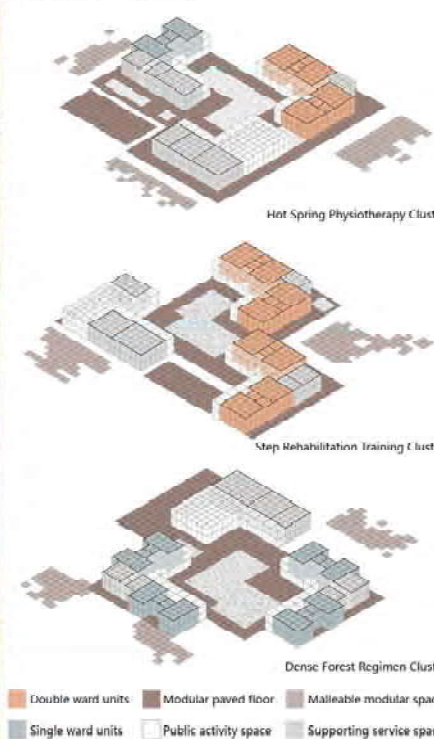 Hot Spring Physiotherapy Clust
Step Rehabilitation Training Clust
Dense Forest Regimen Clust
Double ward units Modular paved floor Malleable modular spac
Single ward units Public activity space Supporting service spac